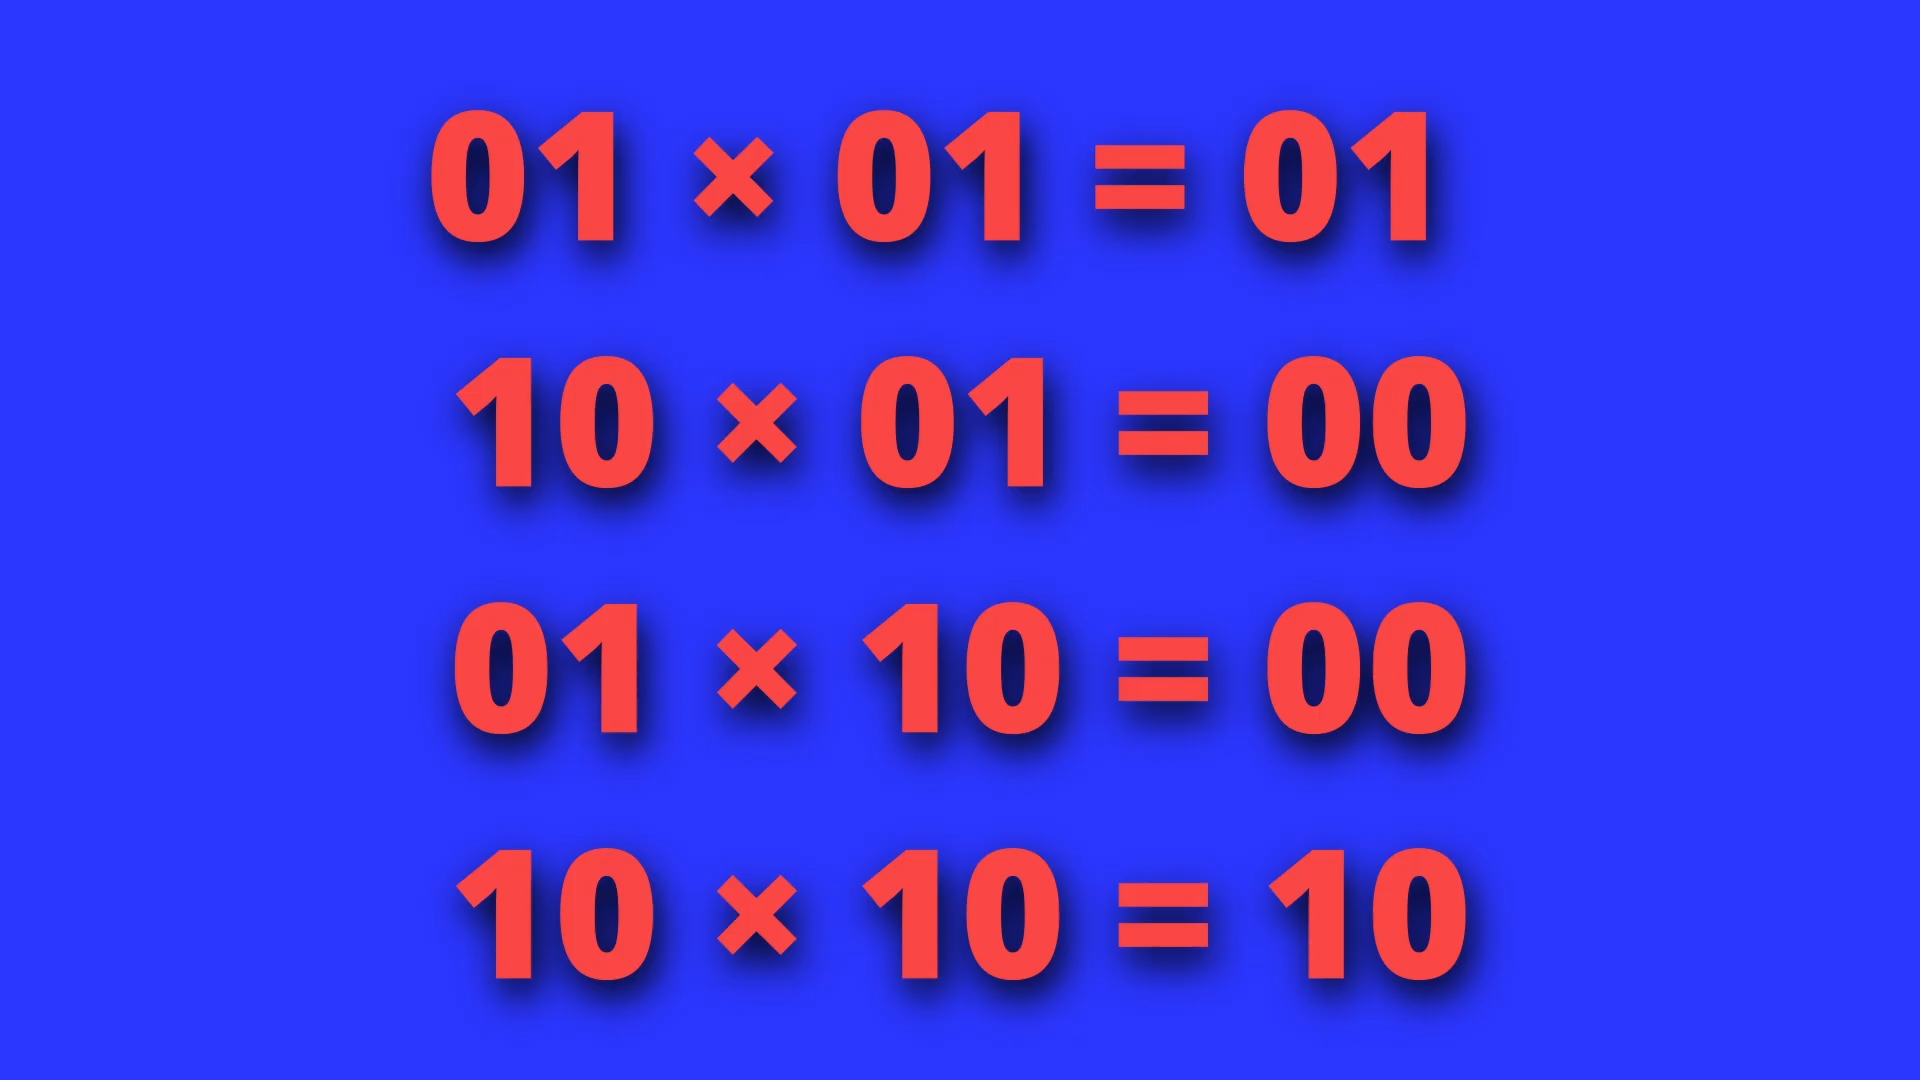 01 × 01 = 01
10 × 01 = 00
01 × 10 = 00
10 × 10 = 10